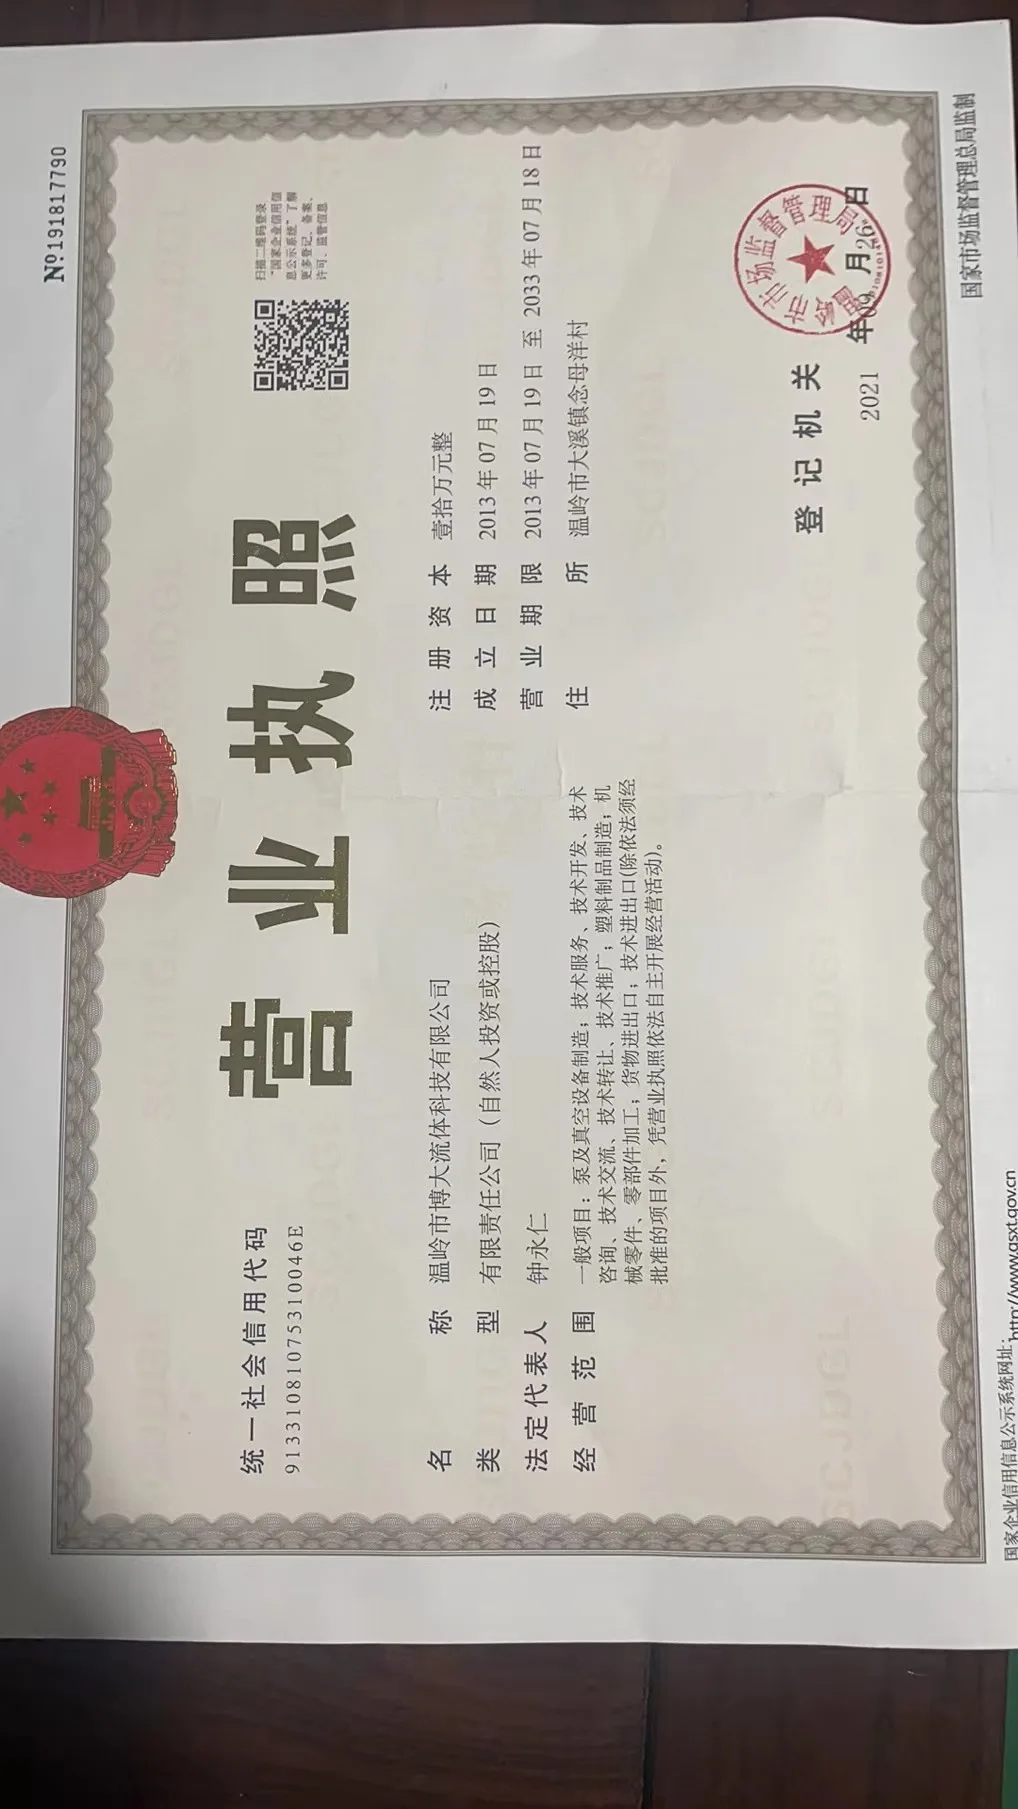 №191817790
营业执照
统一社会信用代码
91331081075310046E
扫描二维码登录
“国家企业信用信
息公示系统”了解
更多登记、备案、
许可、监管信息
名称 温岭市博大流体科技有限公司
类型 有限责任公司（自然人投资或控股）
法定代表人 钟永仁
经营范围 一般项目：泵及真空设备制造；技术服务、技术开发、技术
咨询、技术交流、技术转让、技术推广；塑料制品制造；机
械零件、零部件加工；货物进出口；技术进出口(除依法须经
批准的项目外，凭营业执照依法自主开展经营活动)。
注册资本 壹拾万元整
成立日期 2013年07月19日
营业期限 2013年07月19日 至 2033年07月18日
住所 温岭市大溪镇念母洋村
登记机关
温岭市市场监督管理局
2021 年09 月26日
国家企业信用信息公示系统网址：http://www.gsxt.gov.cn
国家市场监督管理总局监制